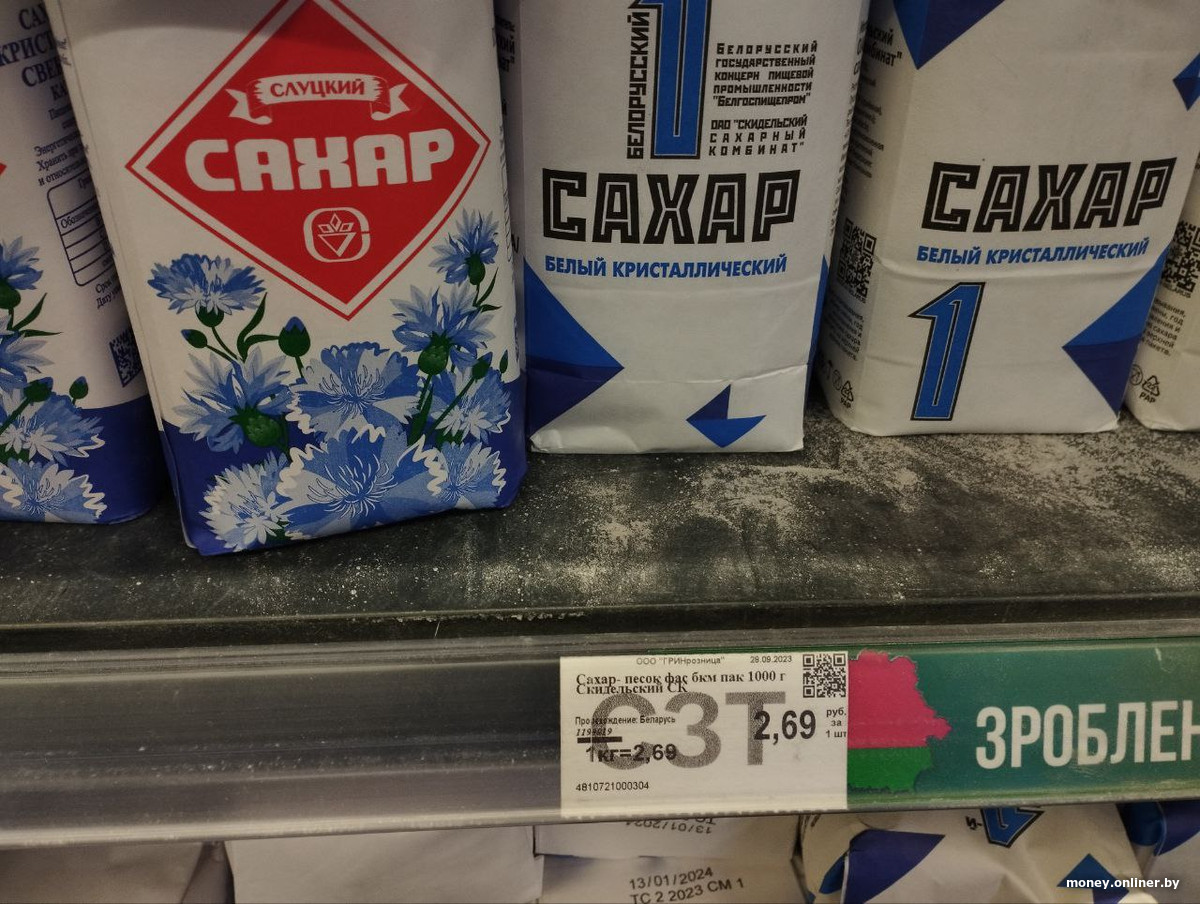 СЛУЦКИЙ
САХАР
БЕЛОРУССКИЙ
1
БЕЛОРУССКИЙ
ГОСУДАРСТВЕННЫЙ
КОНЦЕРН ПИЩЕВОЙ
ПРОМЫШЛЕННОСТИ
"БЕЛГОСПИЩЕПРОМ"
ОАО "СКИДЕЛЬСКИЙ
САХАРНЫЙ
КОМБИНАТ"
САХАР
БЕЛЫЙ КРИСТАЛЛИЧЕСКИЙ
САХАР
БЕЛЫЙ КРИСТАЛЛИЧЕСКИЙ
1
PAP
PAP
ООО "ГРИНрозница"
28.09.2023
Сахар- песок фас бкм пак 1000 г
Скидельский СК
СЗТ
Происхождение: Беларусь
2,69
руб.
за
1 шт
1кг=2,69
4810721000304
ЗРОБЛЕН
13/01/2024
13/01/2024
ТС 2 2023 СМ 1
money.onliner.by